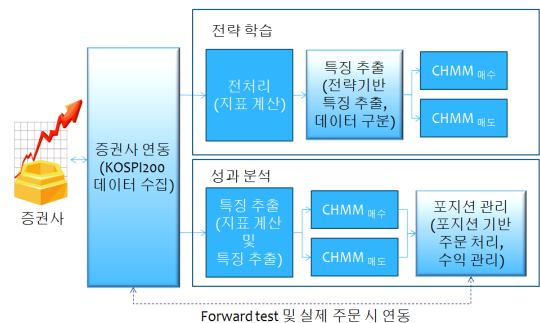 전략 학습
전처리
(지표 계산)
특징 추출
(전략기반
특징 추출,
데이터 구분)
CHMM 매수
CHMM 매도
증권사
증권사 연동
(KOSPI200
데이터 수집)
성과 분석
특징 추출
(지표 계산
및
특징 추출)
CHMM 매수
CHMM 매도
포지션 관리
(포지션 기반
주문 처리,
수익 관리)
Forward test 및 실제 주문 시 연동